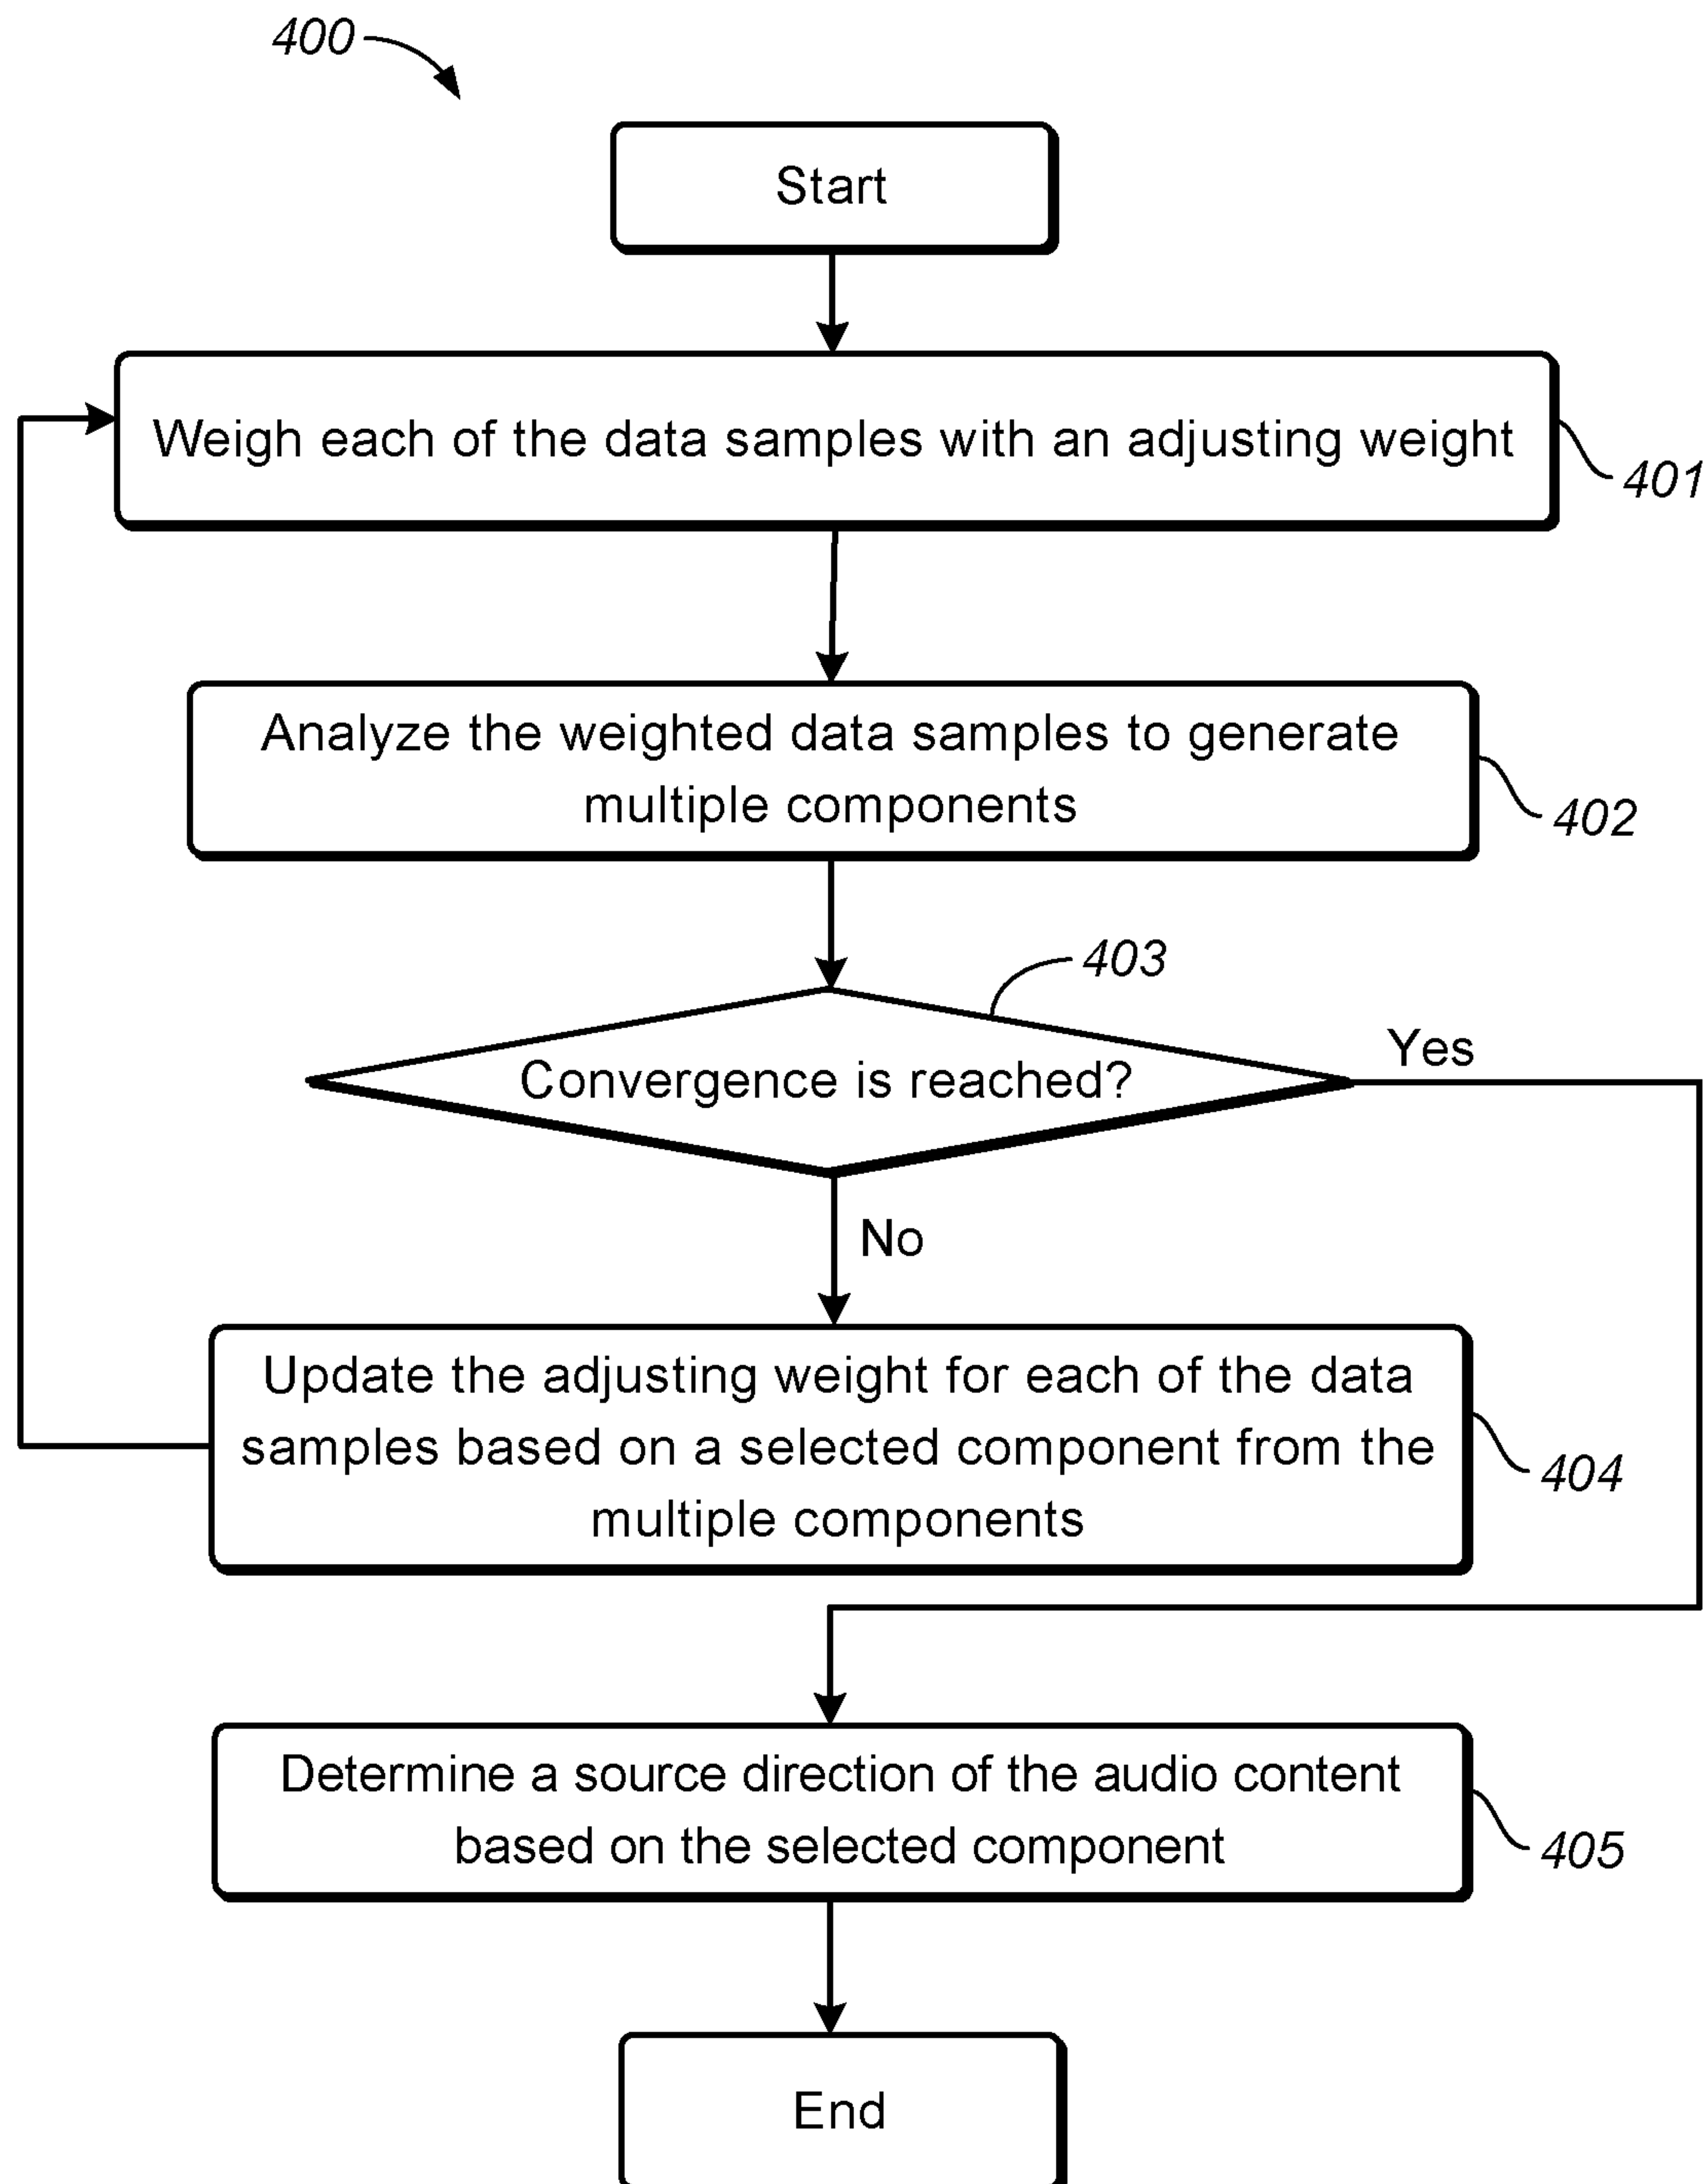 400
Start
Weigh each of the data samples with an adjusting weight
401
Analyze the weighted data samples to generate
multiple components
402
403
Convergence is reached?
Yes
No
Update the adjusting weight for each of the data
samples based on a selected component from the
multiple components
404
Determine a source direction of the audio content
based on the selected component
405
End